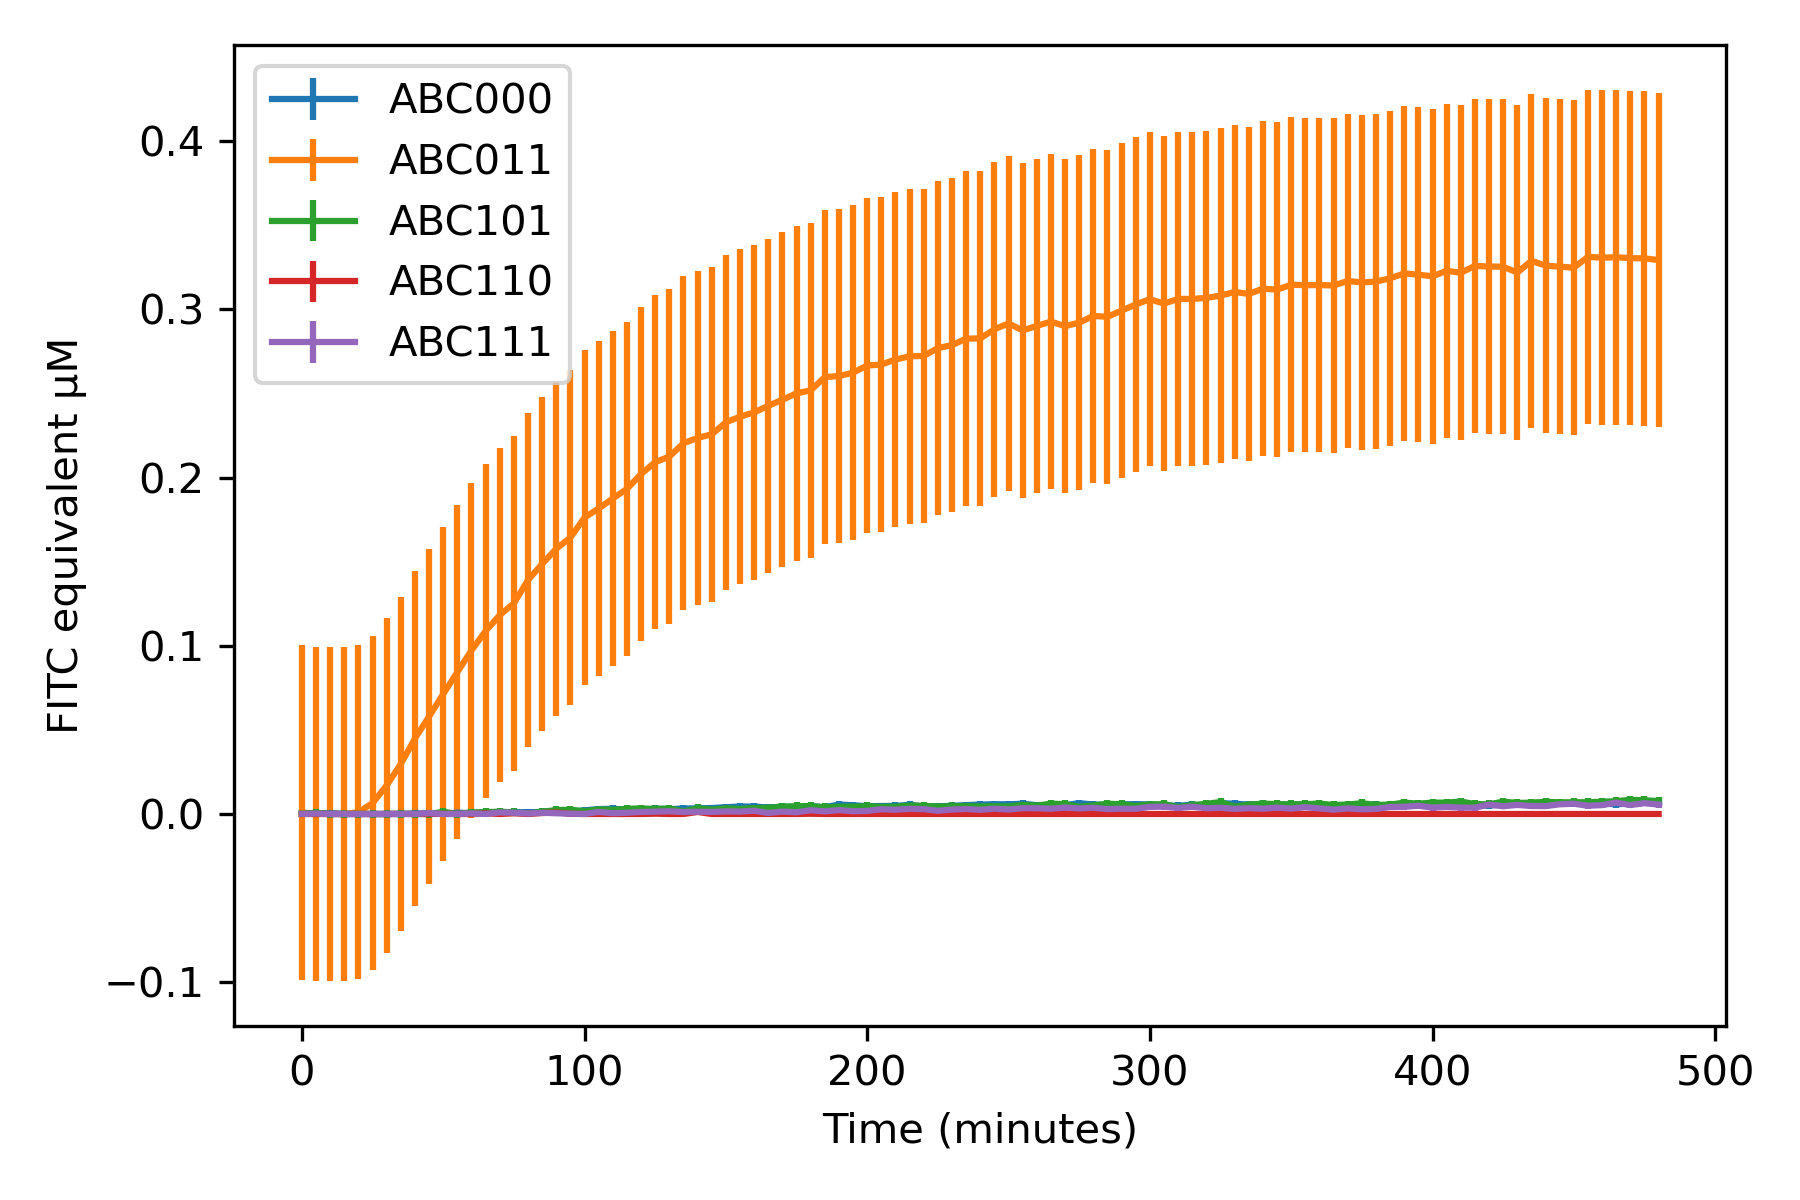 ABC000
ABC011
ABC101
ABC110
ABC111
FITC equivalent µM
0.4
0.3
0.2
0.1
0.0
−0.1
0 100 200 300 400 500
Time (minutes)